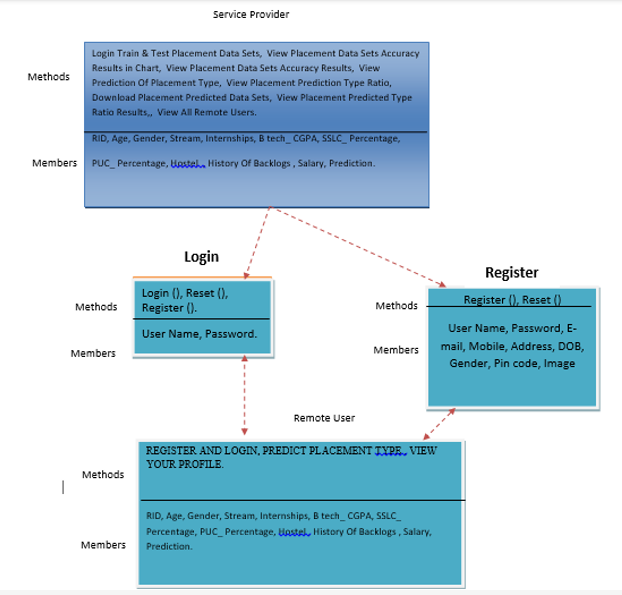 Service Provider
Methods
Login Train & Test Placement Data Sets, View Placement Data Sets Accuracy
Results in Chart, View Placement Data Sets Accuracy Results, View
Prediction Of Placement Type, View Placement Prediction Type Ratio,
Download Placement Predicted Data Sets, View Placement Predicted Type
Ratio Results,, View All Remote Users.
Members
RID, Age, Gender, Stream, Internships, B tech_ CGPA, SSLC_ Percentage,
PUC_ Percentage, Hostel, , History Of Backlogs , Salary, Prediction.
Login
Methods
Login (), Reset (),
Register ().
Members
User Name, Password.
Register
Methods
Register (), Reset ()
Members
User Name, Password, E-
mail, Mobile, Address, DOB,
Gender, Pin code, Image
Remote User
Methods
REGISTER AND LOGIN, PREDICT PLACEMENT TYPE, VIEW
YOUR PROFILE.
Members
RID, Age, Gender, Stream, Internships, B tech_ CGPA, SSLC_
Percentage, PUC_ Percentage, Hostel, , History Of Backlogs , Salary,
Prediction.